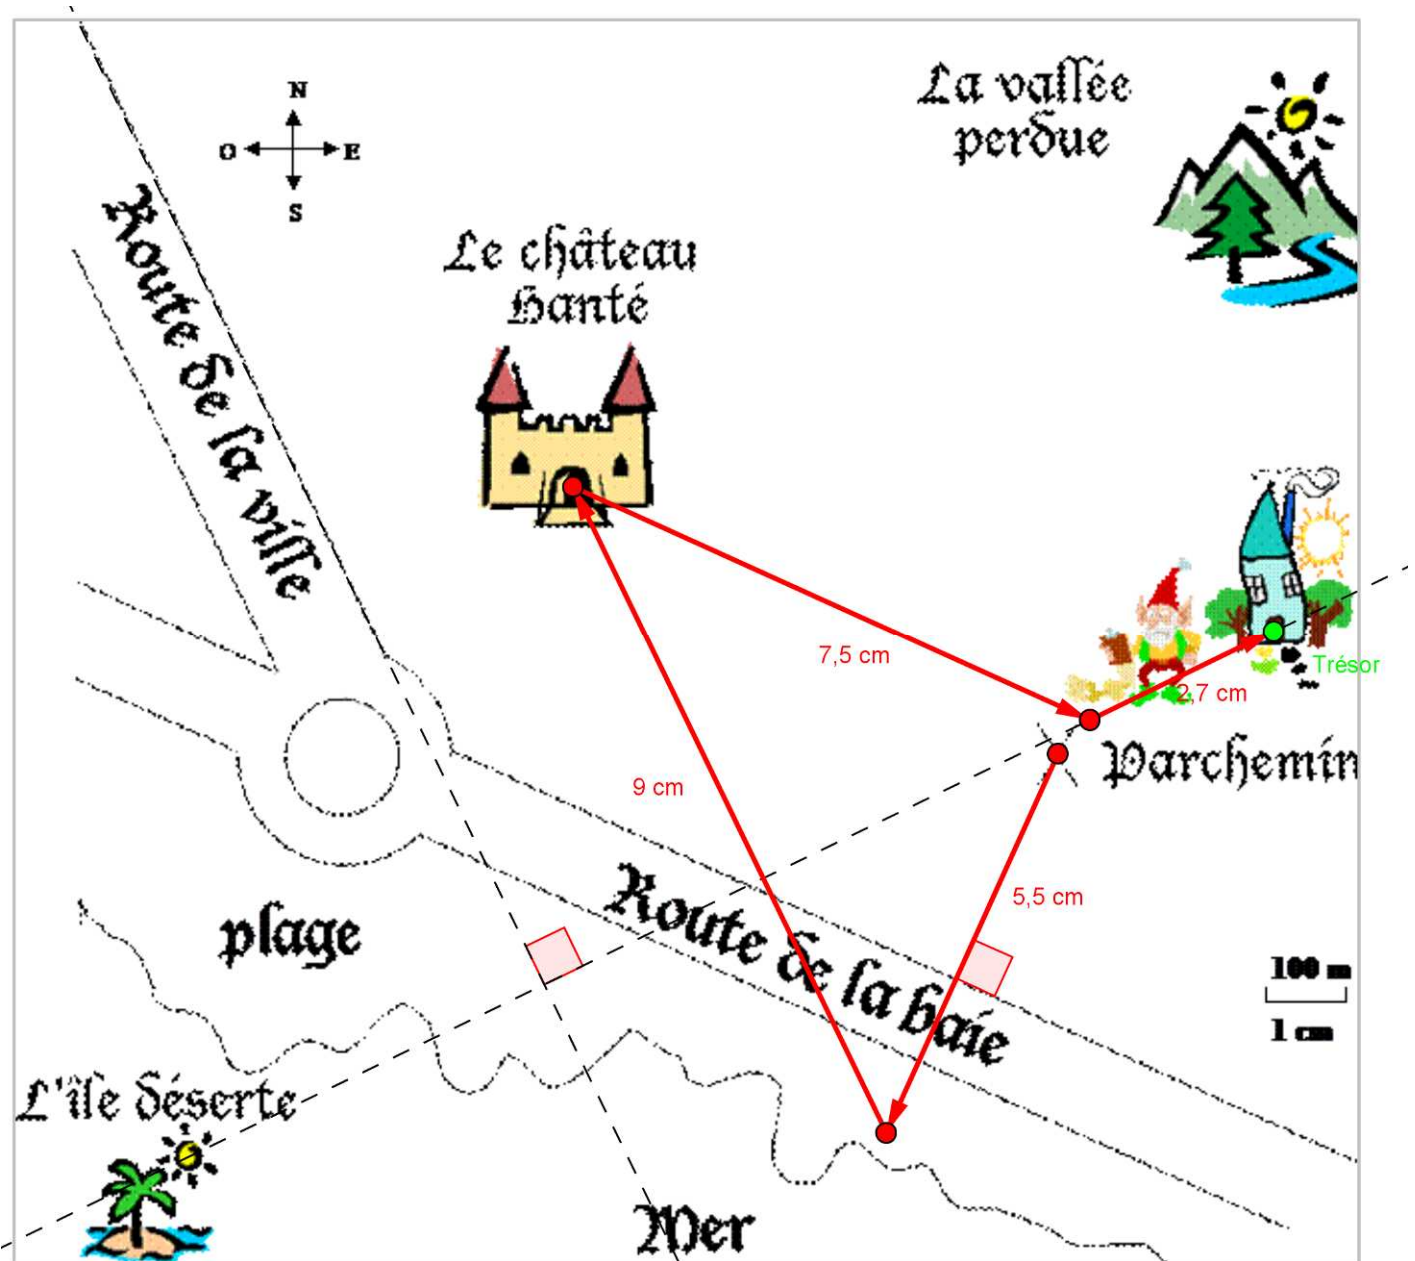 La vallée
perdue
N
O E
S
Route de la ville
Le château
hanté
7,5 cm
Trésor
2,7 cm
Parchemin
9 cm
5,5 cm
Route de la baie
plage
100 m
1 cm
L'île déserte
Mer